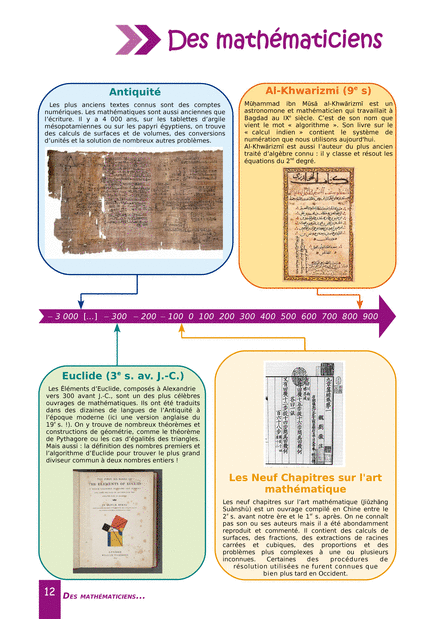 Des mathématiciens
Antiquité
Les plus anciens textes connus sont des comptes
numériques. Les mathématiques sont aussi anciennes que
l'écriture. Il y a 4 000 ans, sur les tablettes d'argile
mésopotamiennes ou sur les papyri égyptiens, on trouve
des calculs de surfaces et de volumes, des conversions
d'unités et la solution de nombreux autres problèmes.
Al-Khwarizmi (9e s)
Mūḥammad ibn Mūsā al-Khwārizmī est un
astronome et mathématicien qui travaillait à
Bagdad au IXe siècle. C'est de son nom que
vient le mot « algorithme ». Son livre sur le
« calcul indien » contient le système de
numération que nous utilisons aujourd'hui.
Al-Khwārizmī est aussi l'auteur du plus ancien
traité d'algèbre connu : il y classe et résout les
équations du 2nd degré.
– 3 000 [...] – 300 – 200 – 100 0 100 200 300 400 500 600 700 800 900
Euclide (3e s. av. J.-C.)
Les Éléments d'Euclide, composés à Alexandrie
vers 300 avant J.-C., sont un des plus célèbres
ouvrages de mathématiques. Ils ont été traduits
dans des dizaines de langues de l'Antiquité à
l'époque moderne (ici une version anglaise du
19e s. !). On y trouve de nombreux théorèmes et
constructions de géométrie, comme le théorème
de Pythagore ou les cas d'égalités des triangles.
Mais aussi : la définition des nombres premiers et
l'algorithme d'Euclide pour trouver le plus grand
diviseur commun à deux nombres entiers !
THE ELEMENTS OF EUCLID
Les Neuf Chapitres sur l'art
mathématique
Les neuf chapitres sur l'art mathématique (Jiǔzhāng
Suànshù) est un ouvrage compilé en Chine entre le
2e s. avant notre ère et le 1er s. après. On ne connaît
pas son ou ses auteurs mais il a été abondamment
reproduit et commenté. Il contient des calculs de
surfaces, des fractions, des extractions de racines
carrées et cubiques, des proportions et des
problèmes plus complexes à une ou plusieurs
inconnues. Certaines des procédures de
résolution utilisées ne furent connues que
bien plus tard en Occident.
12 DES MATHÉMATICIENS...